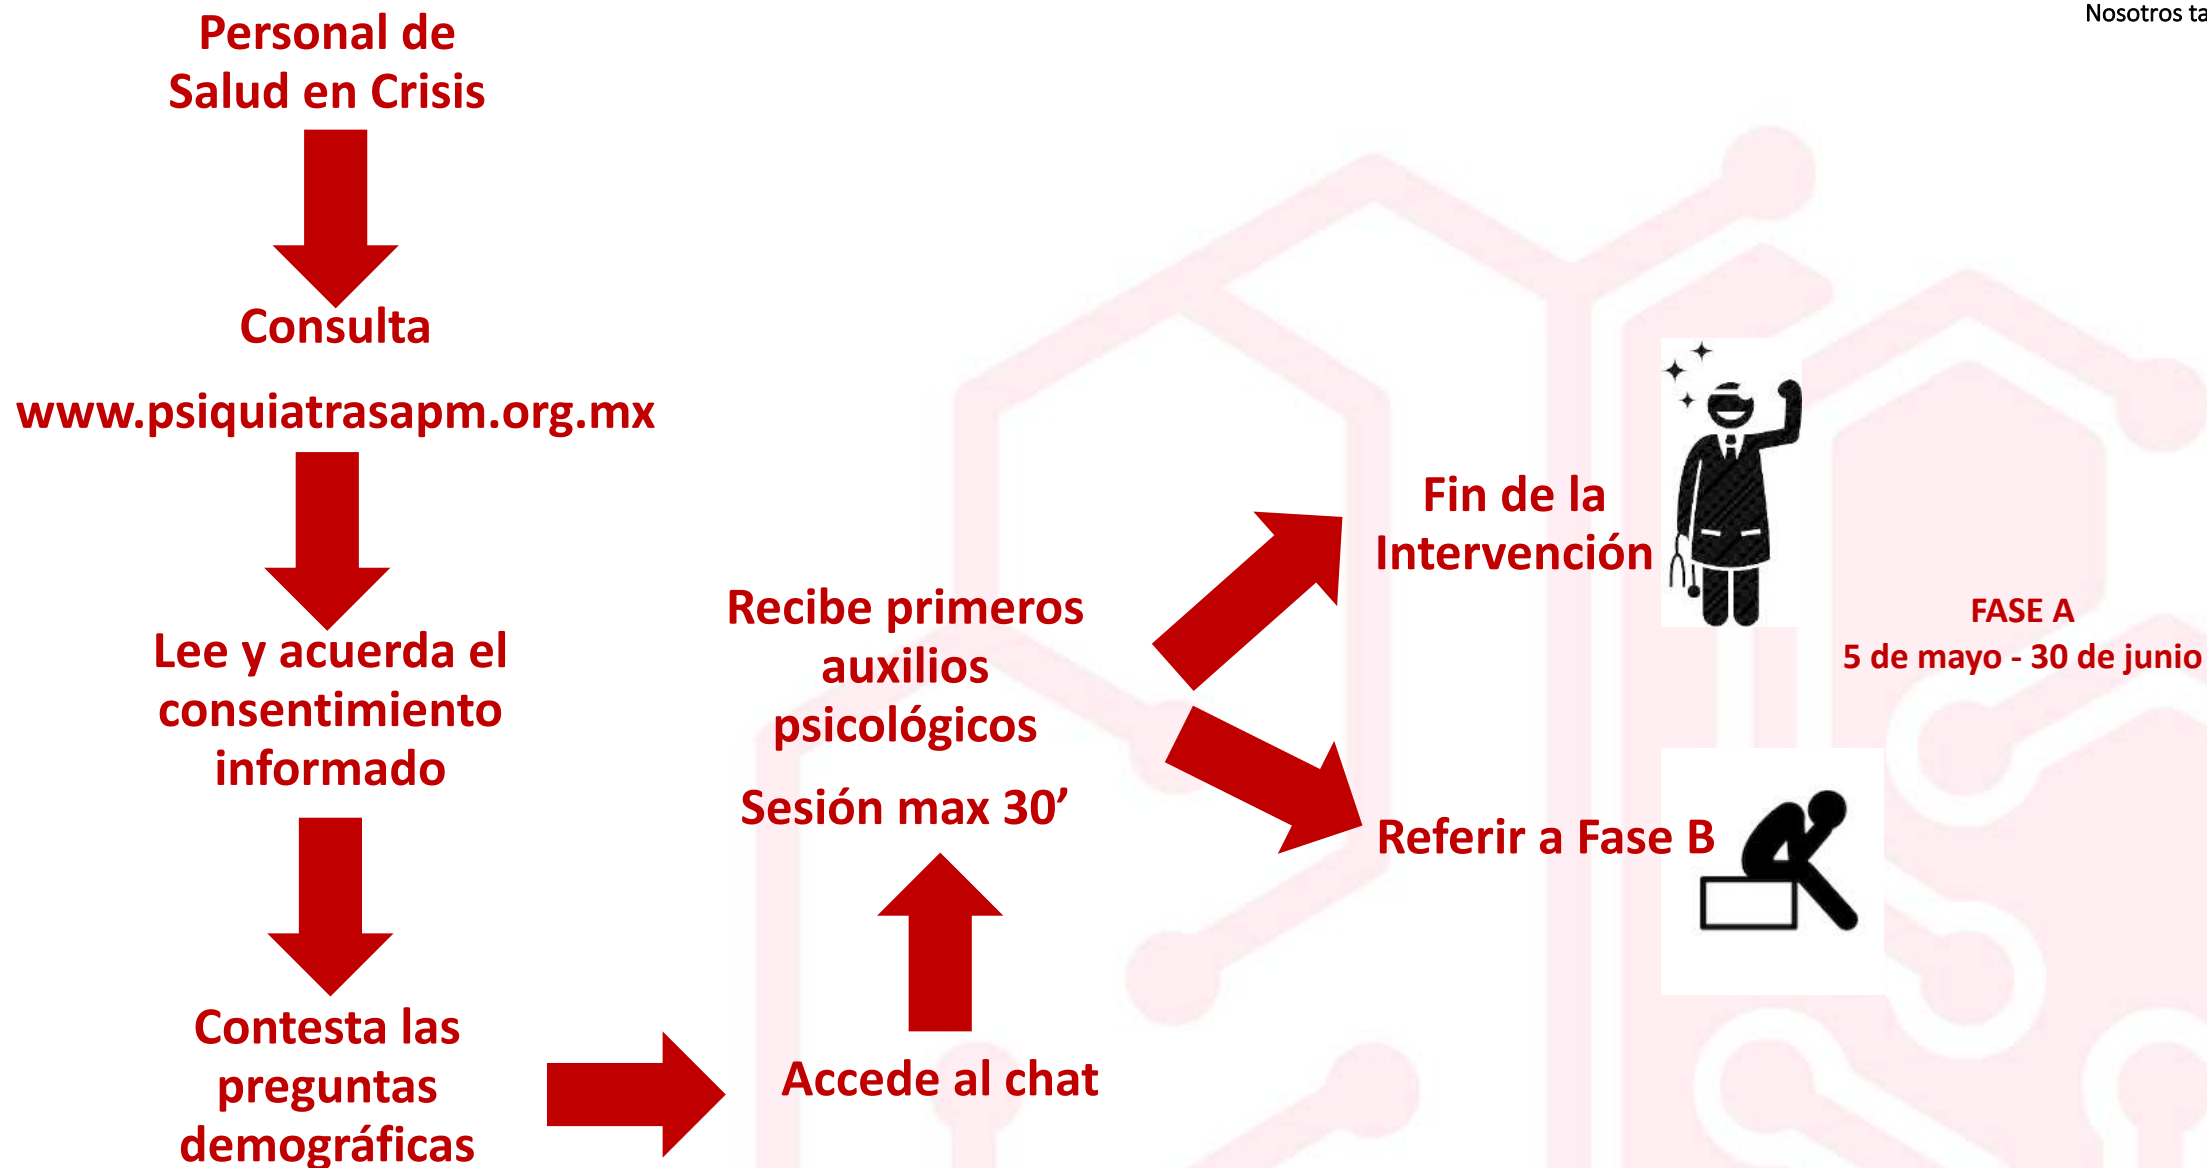 Nosotros
Personal de
Salud en Crisis
Consulta
www.psiquiatrasapm.org.mx
Lee y acuerda el
consentimiento
informado
Contesta las
preguntas
demográficas
Accede al chat
Recibe primeros
auxilios
psicológicos
Sesión max 30’
Fin de la
Intervención
Referir a Fase B
FASE A
5 de mayo - 30 de junio